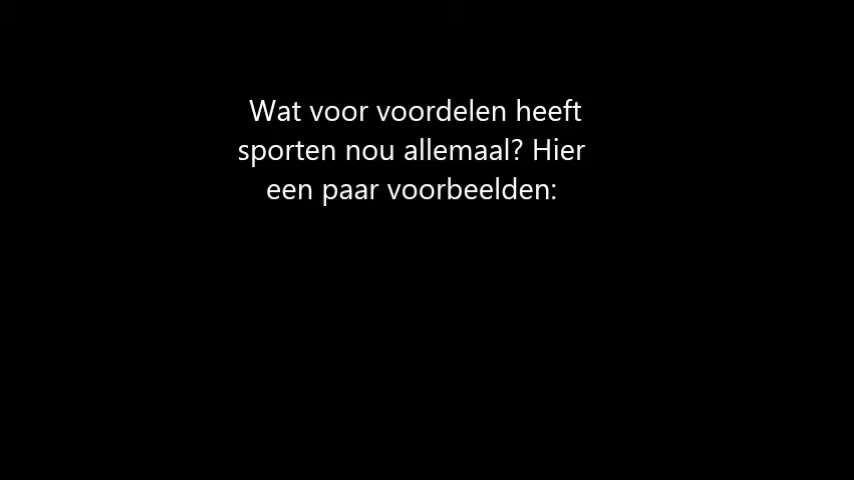 Wat voor voordelen heeft
sporten nou allemaal? Hier
een paar voorbeelden: